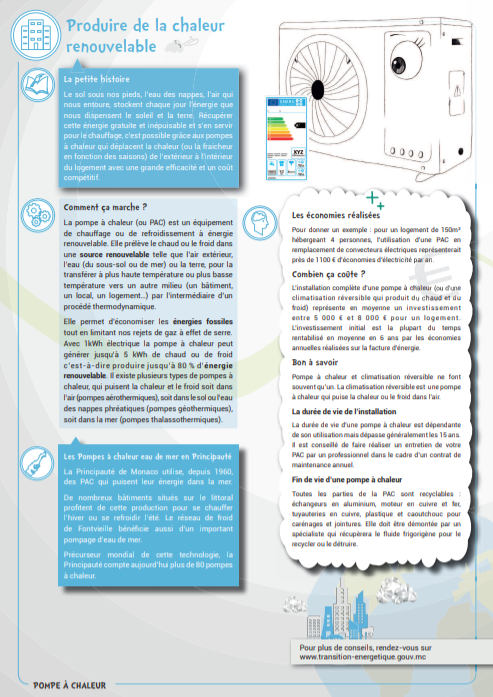 Produire de la chaleur
renouvelable
La petite histoire
Le sol sous nos pieds, l'eau des nappes, l'air qui
nous entoure, stockent chaque jour l'énergie que
nous dispensent le soleil et la terre. Récupérer
cette énergie gratuite et inépuisable et s'en servir
pour le chauffage, c'est possible grâce aux pompes
à chaleur qui déplacent la chaleur (ou la fraicheur
en fonction des saisons) de l'extérieur à l'intérieur
du logement avec une grande efficacité et un coût
compétitif.
XYZ
Comment ça marche ?
La pompe à chaleur (ou PAC) est un équipement
de chauffage ou de refroidissement à énergie
renouvelable. Elle prélève le chaud ou le froid dans
une source renouvelable telle que l'air extérieur,
l'eau (du sous-sol ou de mer) ou la terre, pour la
transférer à plus haute température ou plus basse
température vers un autre milieu (un bâtiment,
un local, un logement...) par l'intermédiaire d'un
procédé thermodynamique.
Elle permet d'économiser les énergies fossiles
tout en limitant nos rejets de gaz à effet de serre.
Avec 1kWh électrique la pompe à chaleur peut
générer jusqu'à 5 kWh de chaud ou de froid
c'est-à-dire produire jusqu'à 80 % d'énergie
renouvelable. Il existe plusieurs types de pompes à
chaleur, qui puisent la chaleur et le froid soit dans
l'air (pompes aérothermiques), soit dans le sol ou l'eau
des nappes phréatiques (pompes géothermiques),
soit dans la mer (pompes thalassothermiques).
Les Pompes à chaleur eau de mer en Principauté
La Principauté de Monaco utilise, depuis 1960,
des PAC qui puisent leur énergie dans la mer.
De nombreux bâtiments situés sur le littoral
profitent de cette production pour se chauffer
l'hiver ou se refroidir l'été. Le réseau de froid
de Fontvieille bénéficie aussi d'un important
pompage d'eau de mer.
Précurseur mondial de cette technologie, la
Principauté compte aujourd'hui plus de 80 pompes
à chaleur.
Les économies réalisées
Pour donner un exemple : pour un logement de 150m²
hébergeant 4 personnes, l'utilisation d'une PAC en
remplacement de convecteurs électriques représenterait
près de 1100 € d'économies d'électricité par an.
Combien ça coûte ?
L'installation complète d'une pompe à chaleur (ou d'une
climatisation réversible qui produit du chaud et du
froid) représente en moyenne un investissement
entre 5 000 € et 8 000 € pour un logement.
L'investissement initial est la plupart du temps
rentabilisé en moyenne en 5 ans par les économies
annuelles réalisées sur la facture d'énergie.
Bon à savoir
Pompe à chaleur et climatisation réversible ne font
souvent qu'un. La climatisation réversible est une pompe
à chaleur qui puise la chaleur ou le froid dans l'air.
La durée de vie de l'installation
La durée de vie d'une pompe à chaleur est dépendante
de son utilisation mais dépasse généralement les 15 ans.
Il est conseillé de faire réaliser un entretien de votre
PAC par un professionnel dans le cadre d'un contrat de
maintenance annuel.
Fin de vie d'une pompe à chaleur
Toutes les parties de la PAC sont recyclables :
échangeurs en aluminium, moteur en cuivre et fer,
tuyauteries en cuivre, plastique et caoutchouc pour
carénages et jointures. Elle doit être démontée par un
spécialiste qui récupèrera le fluide frigorigène pour le
recycler ou le détruire.
Pour plus de conseils, rendez-vous sur
www.transition-energetique.gouv.mc
POMPE À CHALEUR